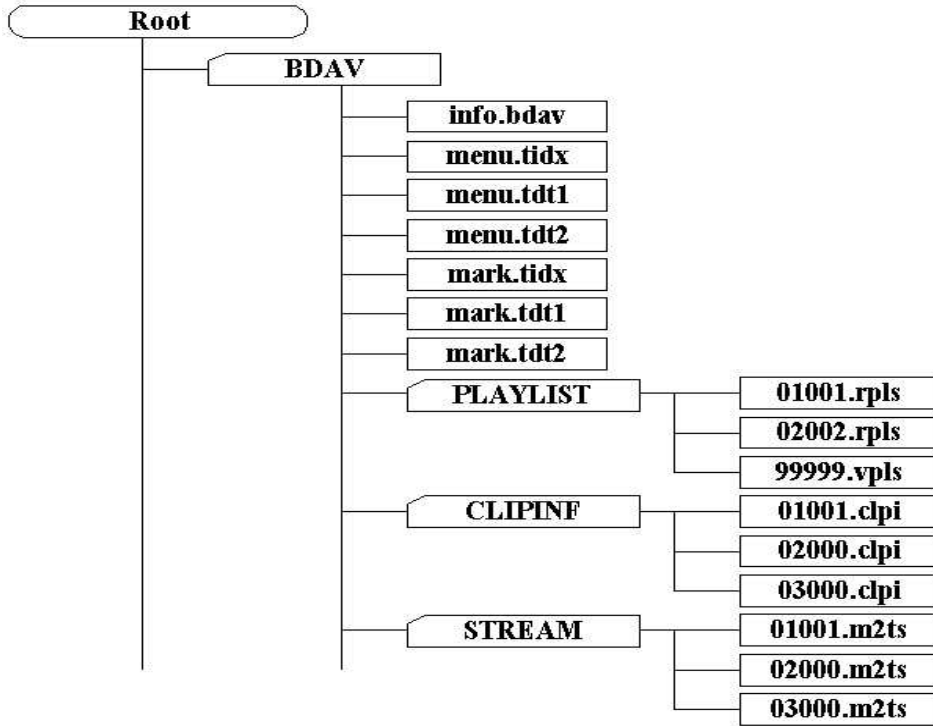 Root
BDAV
info.bdav
menu.tidx
menu.tdt1
menu.tdt2
mark.tidx
mark.tdt1
mark.tdt2
PLAYLIST
01001.rpls
02002.rpls
99999.vpls
CLIPINF
01001.clpi
02000.clpi
03000.clpi
STREAM
01001.m2ts
02000.m2ts
03000.m2ts